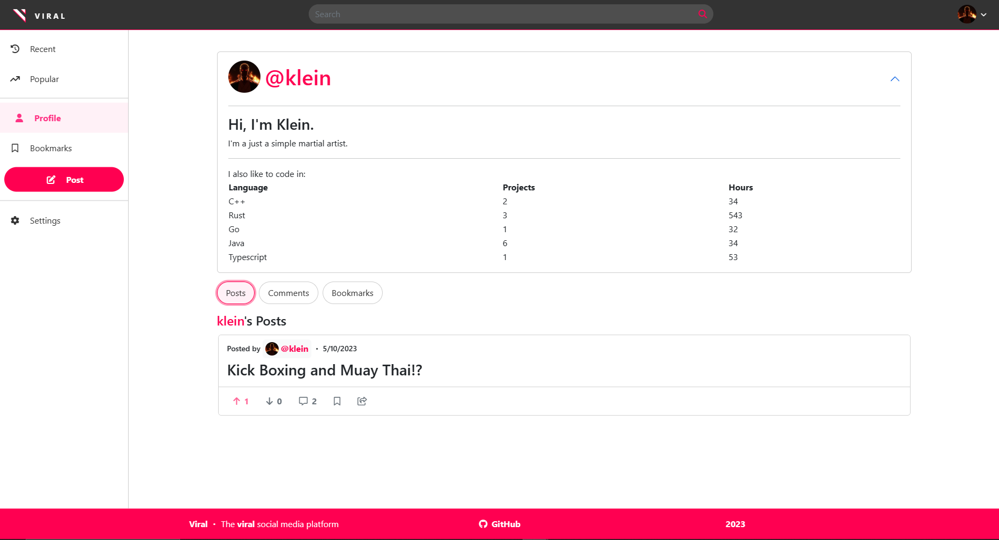 VIRAL
Search
Recent
Popular
Profile
Bookmarks
Post
Settings
@klein
Hi, I'm Klein.
I'm a just a simple martial artist.
I also like to code in:
Language Projects Hours
C++ 2 34
Rust 3 543
Go 1 32
Java 6 34
Typescript 1 53
Posts Comments Bookmarks
klein's Posts
Posted by @klein · 5/10/2023
Kick Boxing and Muay Thai!?
1 0 2
Viral · The viral social media platform GitHub 2023